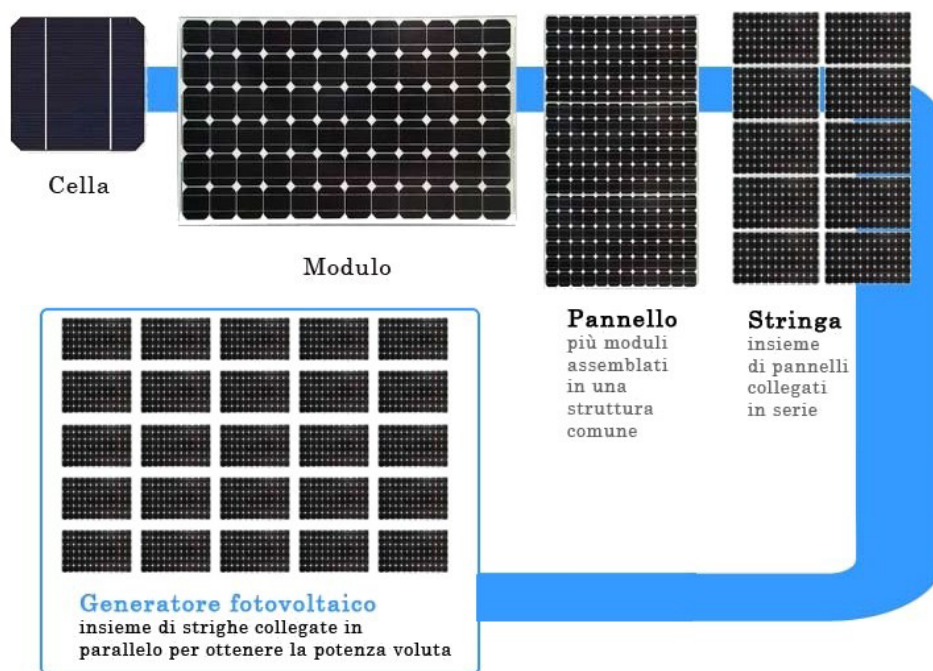 Cella
Modulo
Pannello
più moduli
assemblati
in una
struttura
comune
Stringa
insieme
di pannelli
collegati
in serie
Generatore fotovoltaico
insieme di strighe collegate in
parallelo per ottenere la potenza voluta